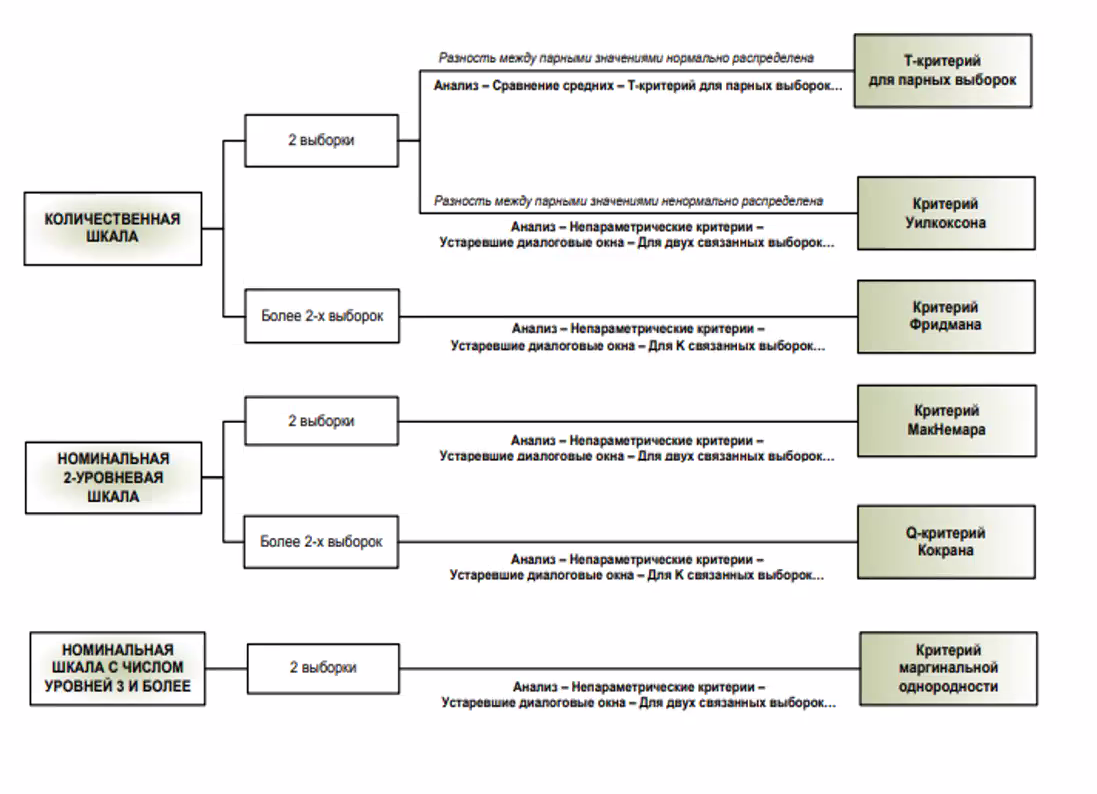 Разность между парными значениями нормально распределена
Анализ – Сравнение средних – Т-критерий для парных выборок...
Т-критерий
для парных выборок
2 выборки
КОЛИЧЕСТВЕННАЯ
ШКАЛА
Разность между парными значениями ненормально распределена
Анализ – Непараметрические критерии –
Устаревшие диалоговые окна – Для двух связанных выборок...
Критерий
Уилкоксона
Более 2-х выборок
Анализ – Непараметрические критерии –
Устаревшие диалоговые окна – Для К связанных выборок...
Критерий
Фридмана
НОМИНАЛЬНАЯ
2-УРОВНЕВАЯ
ШКАЛА
2 выборки
Анализ – Непараметрические критерии –
Устаревшие диалоговые окна – Для двух связанных выборок...
Критерий
МакНемара
Более 2-х выборок
Анализ – Непараметрические критерии –
Устаревшие диалоговые окна – Для К связанных выборок...
Q-критерий
Кокрана
НОМИНАЛЬНАЯ
ШКАЛА С ЧИСЛОМ
УРОВНЕЙ 3 И БОЛЕЕ
2 выборки
Анализ – Непараметрические критерии –
Устаревшие диалоговые окна – Для двух связанных выборок...
Критерий
маргинальной
однородности